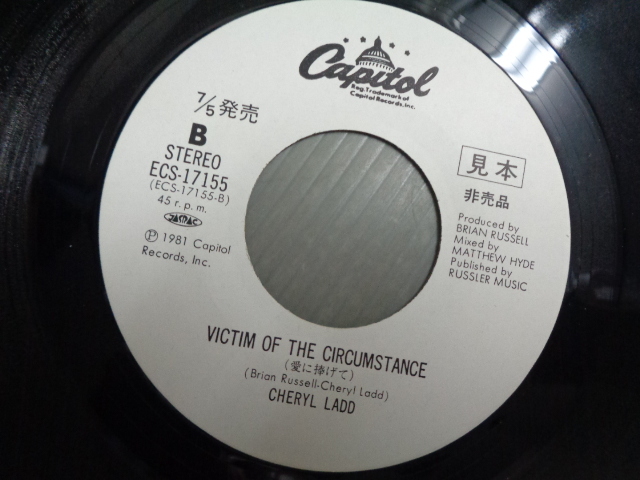 Capitol
Reg. Trademark of
Capitol Records, Inc.
7/5発売
B
STEREO
ECS-17155
(ECS-17155-B)
45 r.p.m.
JASRAC
Ⓟ 1981 Capitol
Records, Inc.
見本
非売品
Produced by
BRIAN RUSSELL
Mixed by
MATTHEW HYDE
Published by
RUSSLER MUSIC
VICTIM OF THE CIRCUMSTANCE
(愛に捧げて)
(Brian Russell-Cheryl Ladd)
CHERYL LADD